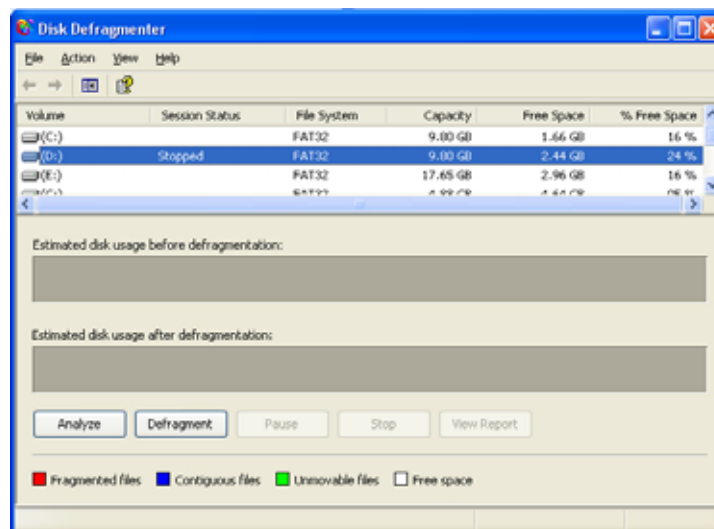 Disk Defragmenter
File Action View Help
Volume Session Status File System Capacity Free Space % Free Space
(C:) FAT32 9.80 GB 1.66 GB 16 %
(D:) Stopped FAT32 9.80 GB 2.44 GB 24 %
(E:) FAT32 17.65 GB 2.96 GB 16 %
Estimated disk usage before defragmentation:
Estimated disk usage after defragmentation:
Analyze Defragment Pause Stop View Report
Fragmented files Contiguous files Unmovable files Free space